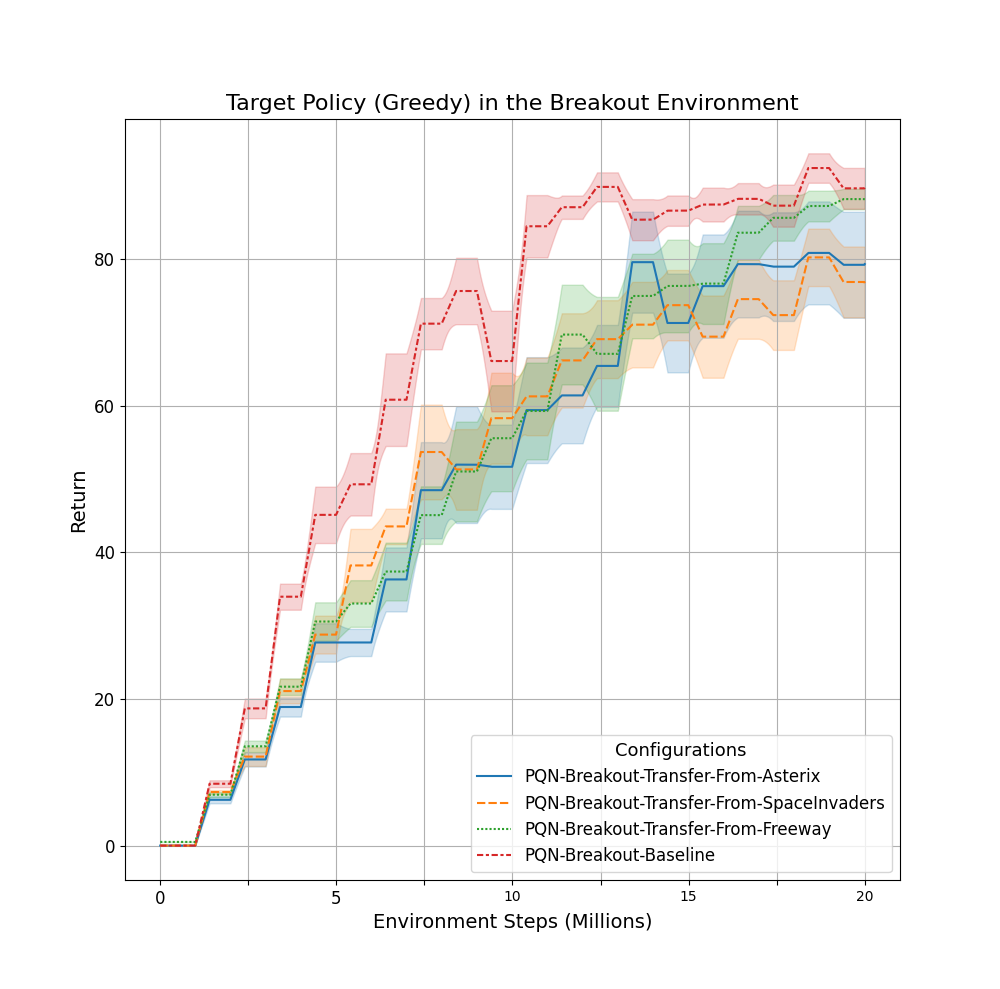 Target Policy (Greedy) in the Breakout Environment
Return
80
60
40
20
0
Configurations
PQN-Breakout-Transfer-From-Asterix
PQN-Breakout-Transfer-From-SpaceInvaders
PQN-Breakout-Transfer-From-Freeway
PQN-Breakout-Baseline
0 5 10 15 20
Environment Steps (Millions)